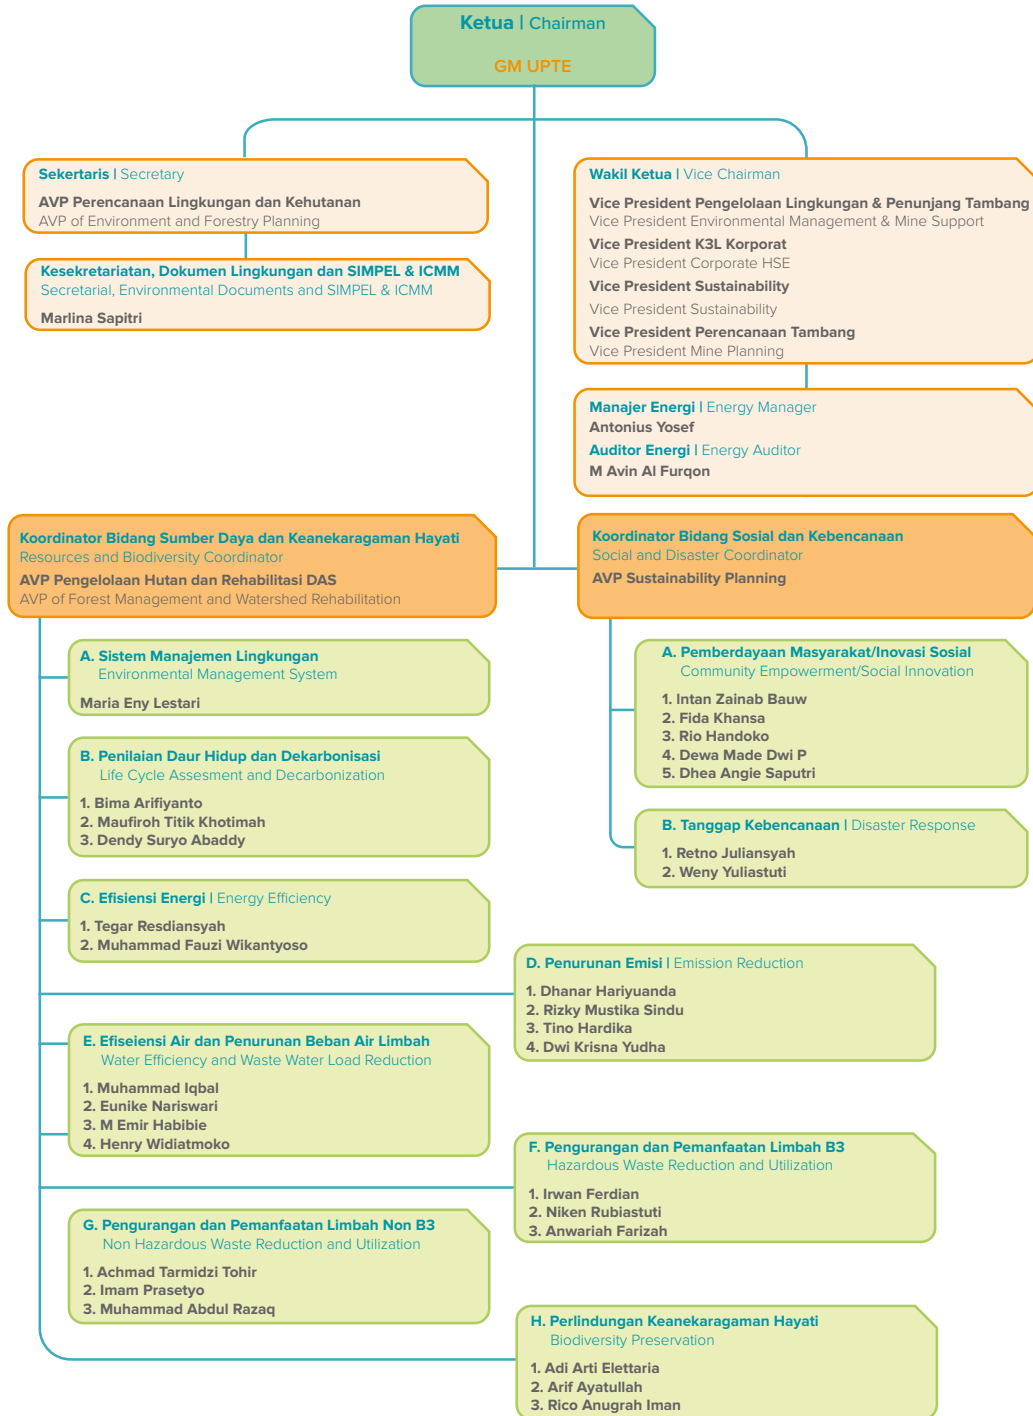 Ketua | Chairman
GM UPTE
Sekertaris | Secretary
AVP Perencanaan Lingkungan dan Kehutanan
AVP of Environment and Forestry Planning
Kesekretariatan, Dokumen Lingkungan dan SIMPEL & ICMM
Secretarial, Environmental Documents and SIMPEL & ICMM
Marlina Sapitri
Wakil Ketua | Vice Chairman
Vice President Pengelolaan Lingkungan & Penunjang Tambang
Vice President Environmental Management & Mine Support
Vice President K3L Korporat
Vice President Corporate HSE
Vice President Sustainability
Vice President Sustainability
Vice President Perencanaan Tambang
Vice President Mine Planning
Manajer Energi | Energy Manager
Antonius Yosef
Auditor Energi | Energy Auditor
M Avin Al Furqon
Koordinator Bidang Sumber Daya dan Keanekaragaman Hayati
Resources and Biodiversity Coordinator
AVP Pengelolaan Hutan dan Rehabilitasi DAS
AVP of Forest Management and Watershed Rehabilitation
Koordinator Bidang Sosial dan Kebencanaan
Social and Disaster Coordinator
AVP Sustainability Planning
A. Sistem Manajemen Lingkungan
Environmental Management System
Maria Eny Lestari
B. Penilaian Daur Hidup dan Dekarbonisasi
Life Cycle Assesment and Decarbonization
1. Bima Arifiyanto
2. Maufiroh Titik Khotimah
3. Dendy Suryo Abaddy
C. Efisiensi Energi | Energy Efficiency
1. Tegar Resdiansyah
2. Muhammad Fauzi Wikantyoso
A. Pemberdayaan Masyarakat/Inovasi Sosial
Community Empowerment/Social Innovation
1. Intan Zainab Bauw
2. Fida Khansa
3. Rio Handoko
4. Dewa Made Dwi P
5. Dhea Angie Saputri
B. Tanggap Kebencanaan | Disaster Response
1. Retno Juliansyah
2. Weny Yuliastuti
D. Penurunan Emisi | Emission Reduction
1. Dhanar Hariyuanda
2. Rizky Mustika Sindu
3. Tino Hardika
4. Dwi Krisna Yudha
E. Efiseiensi Air dan Penurunan Beban Air Limbah
Water Efficiency and Waste Water Load Reduction
1. Muhammad Iqbal
2. Eunike Nariswari
3. M Emir Habibie
4. Henry Widiatmoko
F. Pengurangan dan Pemanfaatan Limbah B3
Hazardous Waste Reduction and Utilization
1. Irwan Ferdian
2. Niken Rubiastuti
3. Anwariah Farizah
G. Pengurangan dan Pemanfaatan Limbah Non B3
Non Hazardous Waste Reduction and Utilization
1. Achmad Tarmidzi Tohir
2. Imam Prasetyo
3. Muhammad Abdul Razaq
H. Perlindungan Keanekaragaman Hayati
Biodiversity Preservation
1. Adi Arti Elettaria
2. Arif Ayatullah
3. Rico Anugrah Iman